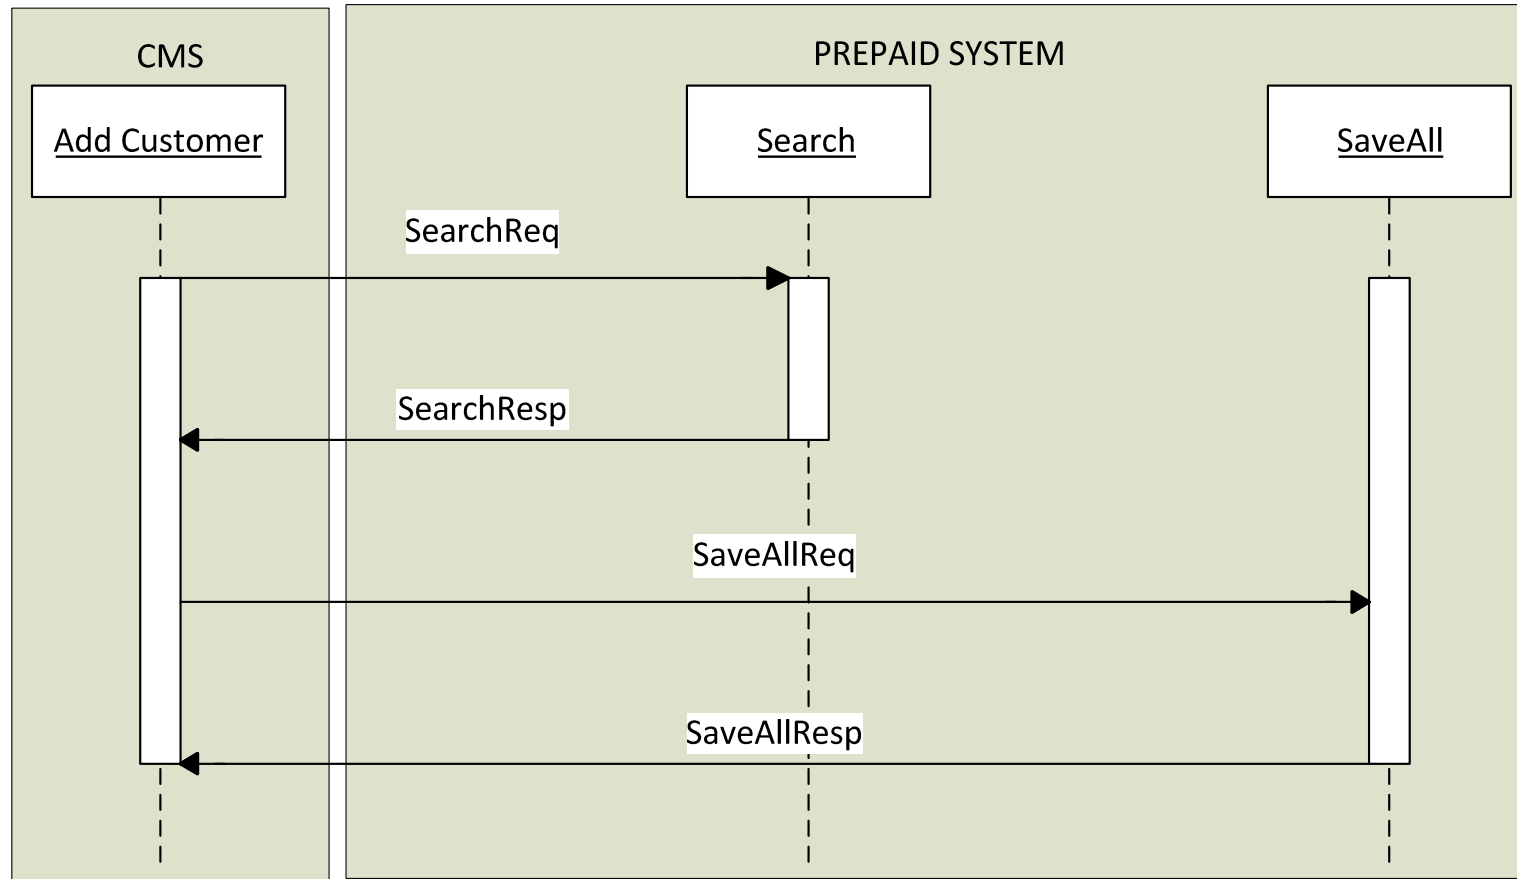 CMS
PREPAID SYSTEM
Add Customer
Search
SaveAll
SearchReq
SearchResp
SaveAllReq
SaveAllResp